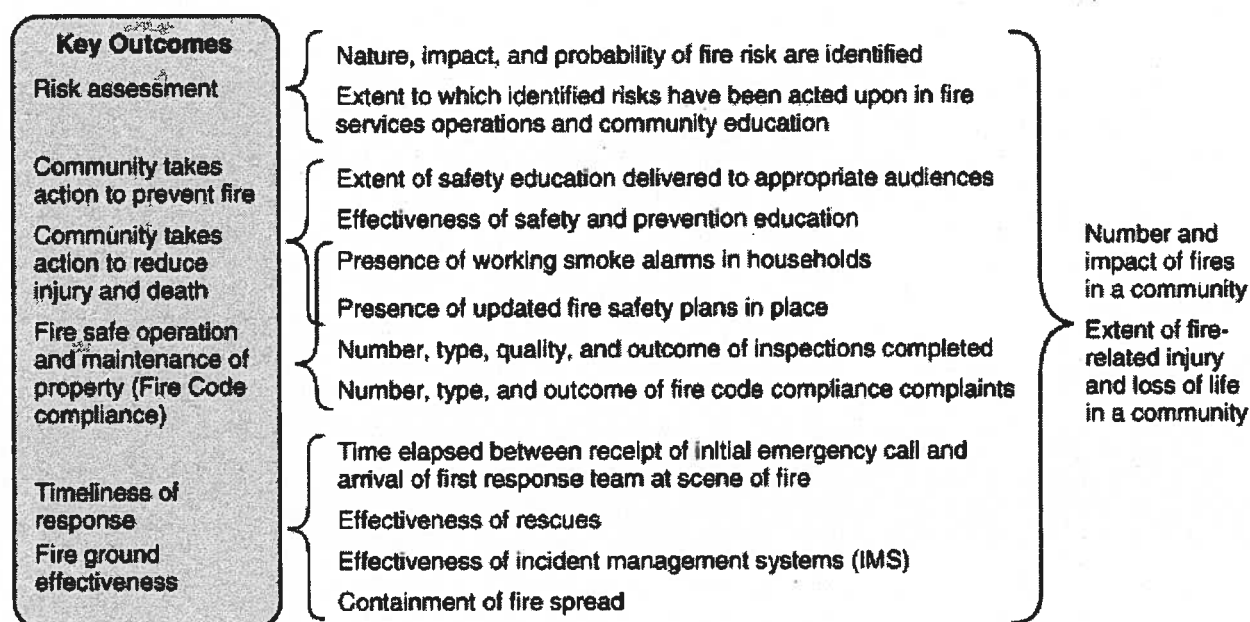 Key Outcomes
Risk assessment
Community takes
action to prevent fire
Community takes
action to reduce
injury and death
Fire safe operation
and maintenance of
property (Fire Code
compliance)
Timeliness of
response
Fire ground
effectiveness
Nature, impact, and probability of fire risk are identified
Extent to which identified risks have been acted upon in fire
services operations and community education
Extent of safety education delivered to appropriate audiences
Effectiveness of safety and prevention education
Presence of working smoke alarms in households
Presence of updated fire safety plans in place
Number, type, quality, and outcome of inspections completed
Number, type, and outcome of fire code compliance complaints
Time elapsed between receipt of initial emergency call and
arrival of first response team at scene of fire
Effectiveness of rescues
Effectiveness of incident management systems (IMS)
Containment of fire spread
Number and
impact of fires
in a community
Extent of fire-
related injury
and loss of life
in a community